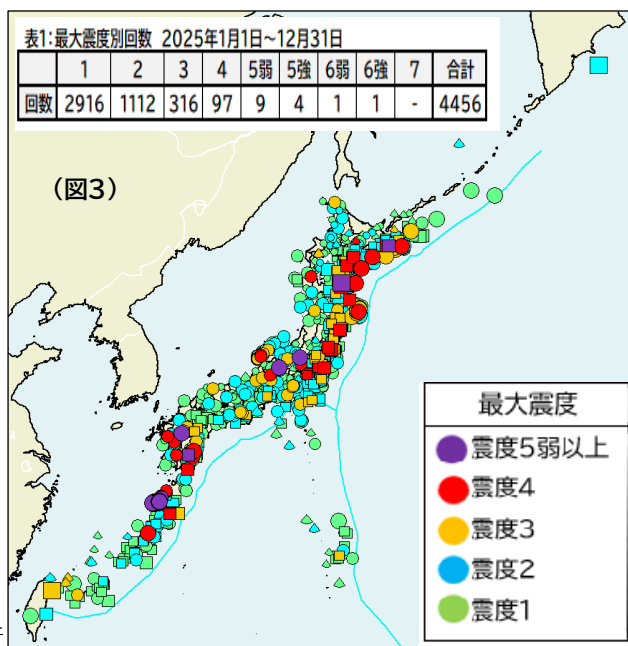 表1:最大震度別回数 2025年1月1日～12月31日
1 2 3 4 5弱 5強 6弱 6強 7 合計
回数 2916 1112 316 97 9 4 1 1 - 4456
(図3)
最大震度
震度5弱以上
震度4
震度3
震度2
震度1